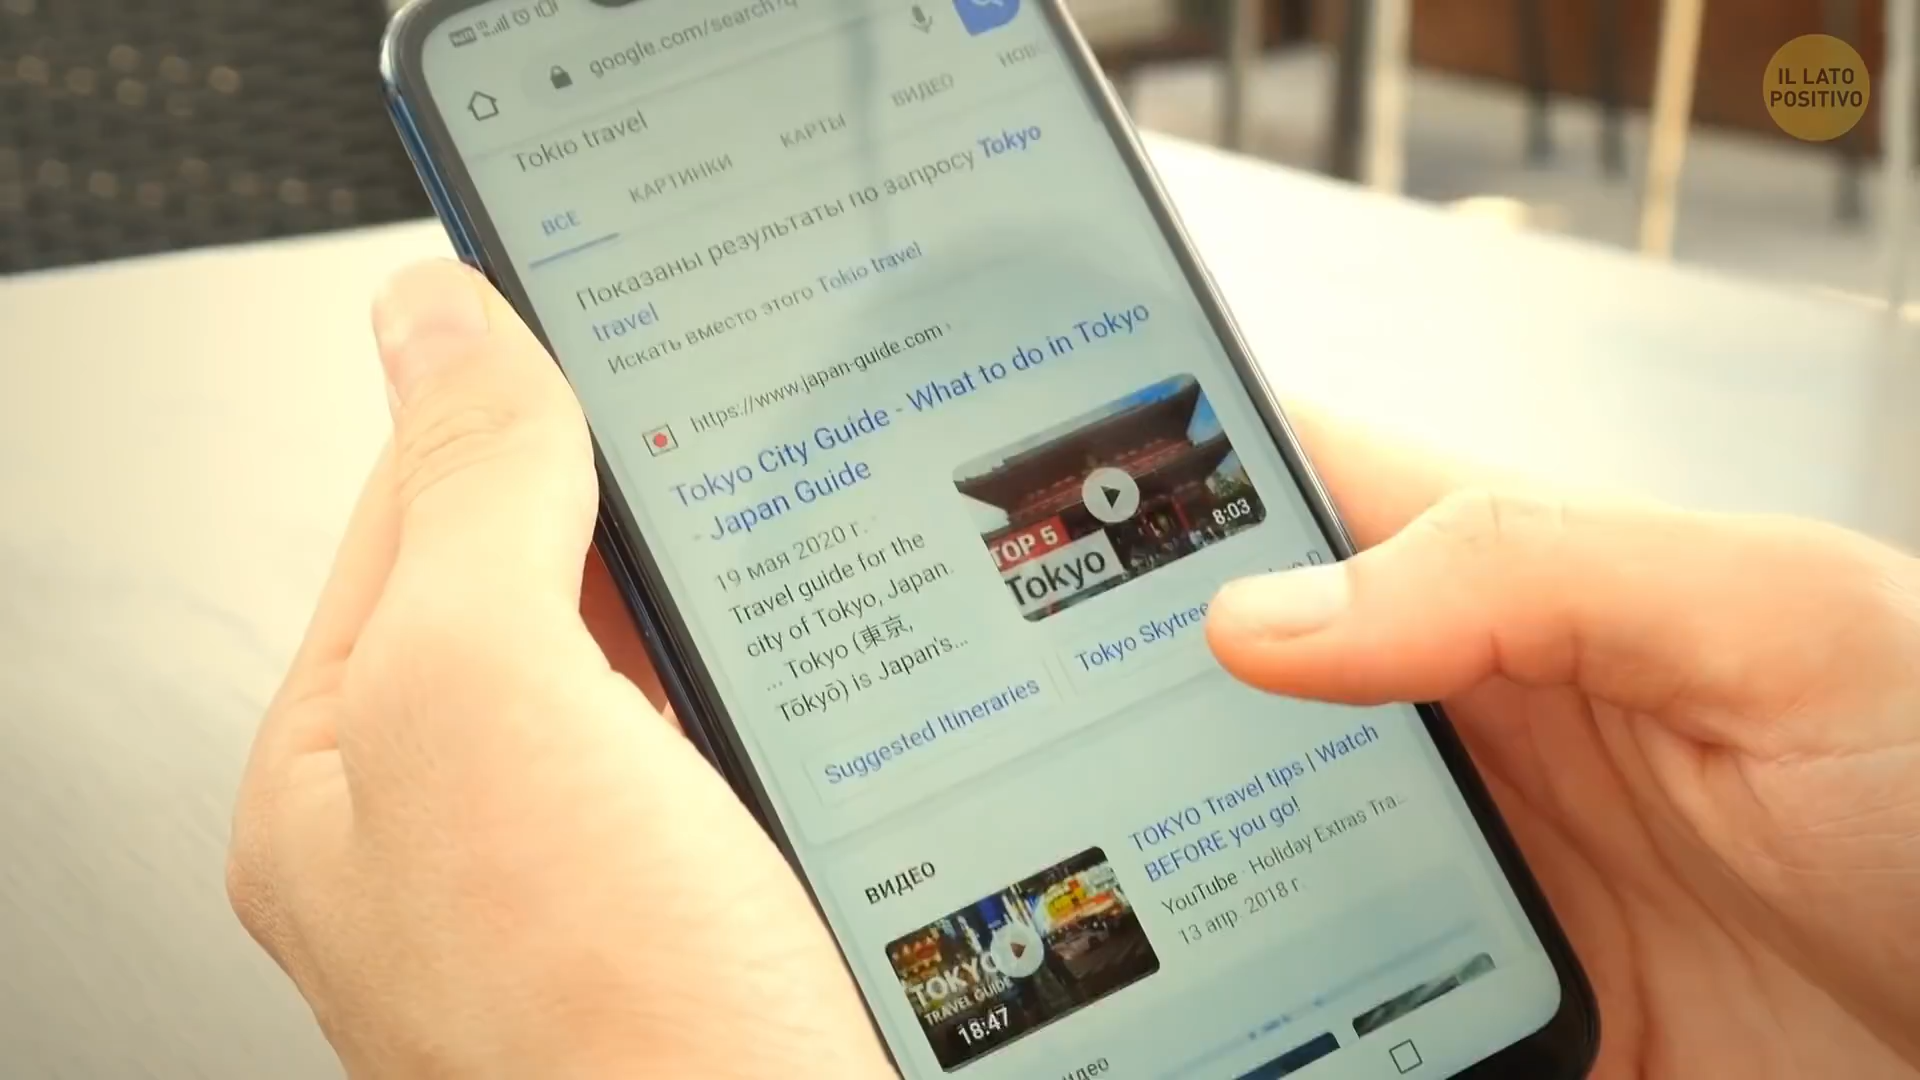 IL LATO
POSITIVO
google.com/search?q
Tokio travel
ВСЕ
КАРТИНКИ
КАРТЫ
ВИДЕО
Показаны результаты по запросу Tokyo
travel
Искать вместо этого Tokio travel
https://www.japan-guide.com ›
Tokyo City Guide - What to do in Tokyo
- Japan Guide
19 мая 2020 г. ·
Travel guide for the
city of Tokyo, Japan.
... Tokyo (東京,
Tōkyō) is Japan's...
TOP 5
Tokyo
8:03
Suggested Itineraries
Tokyo Skytree
ВИДЕО
TOKYO
TRAVEL GUIDE
18:47
TOKYO Travel tips | Watch
BEFORE you go!
YouTube · Holiday Extras Tra...
13 апр. 2018 г.